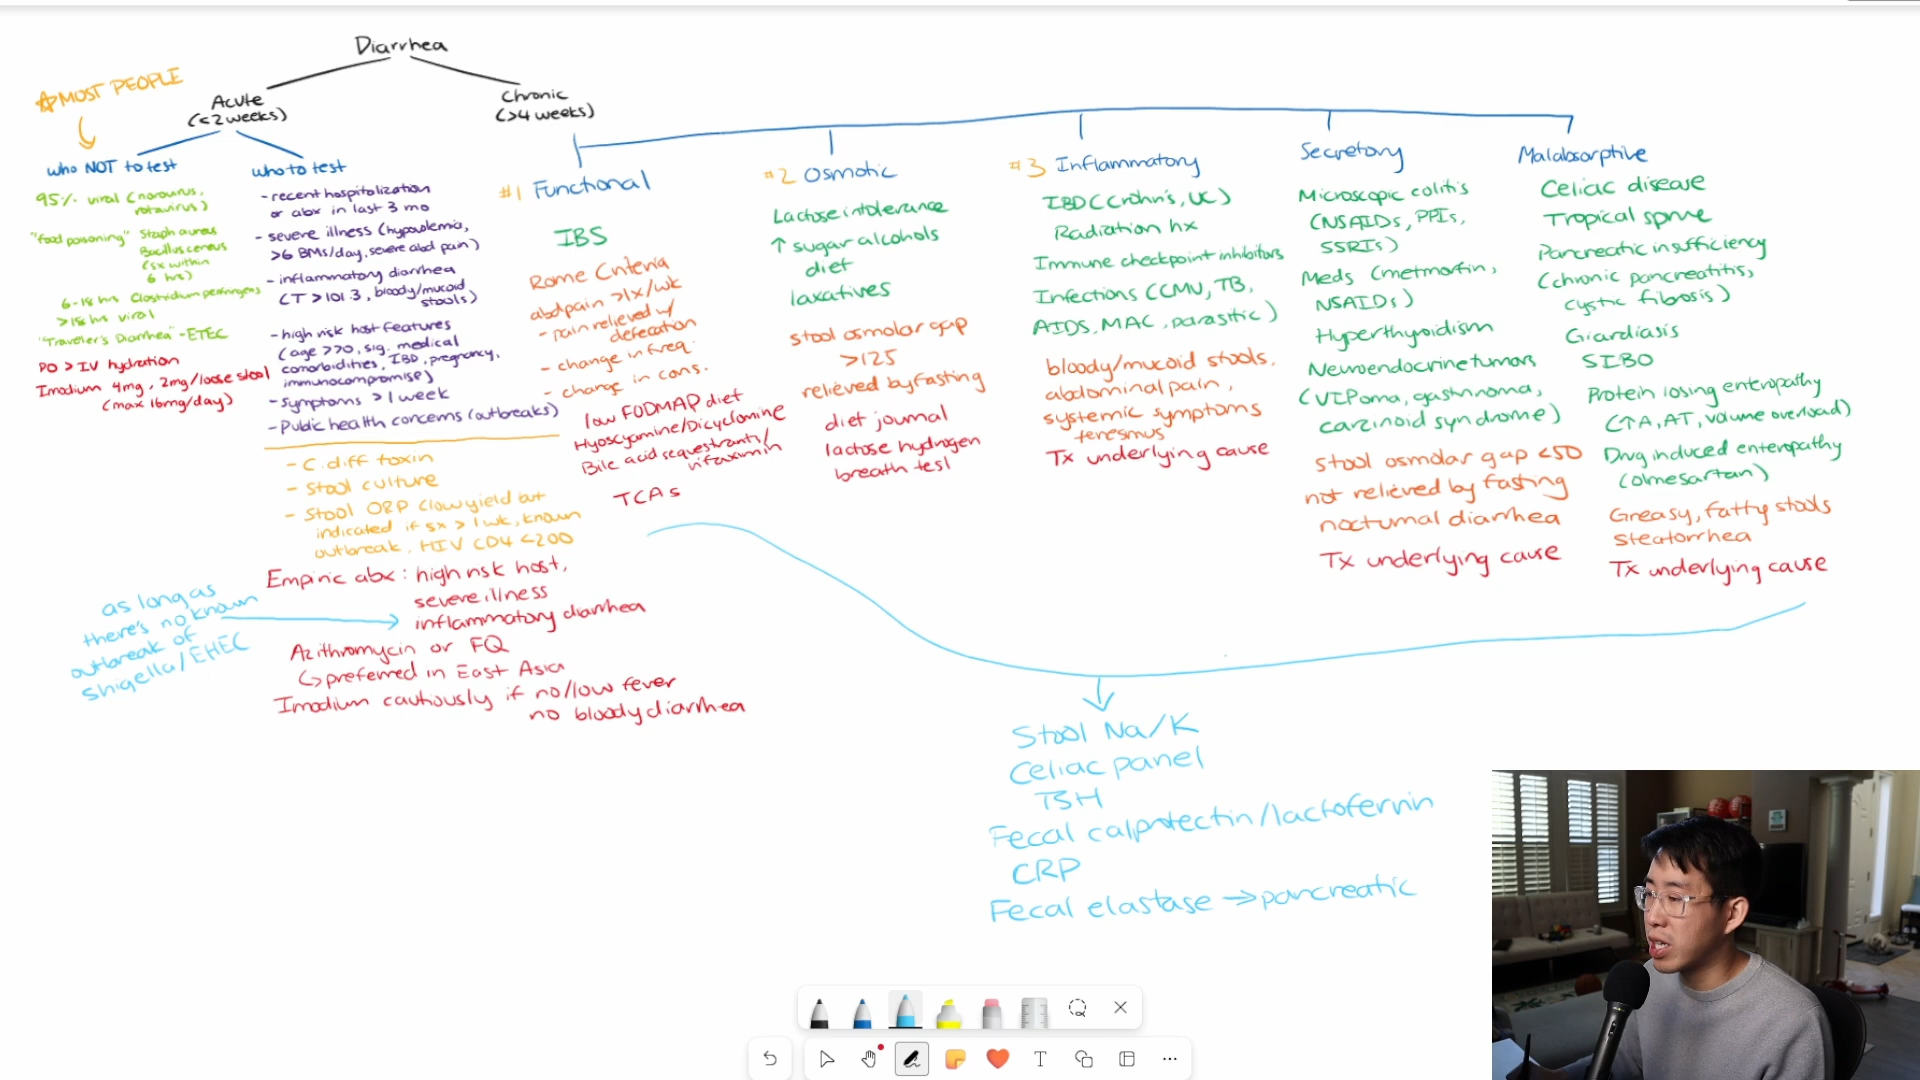 Diarrhea
☆MOST PEOPLE
Acute
(<2 weeks)
Chronic
(>4 weeks)
who NOT to test
95% viral (norovirus,
rotavirus)
"food poisoning" Staph aureus
Bacillus cereus
(sx within
6 hrs)
6-18 hrs Clostridium perfringens
>18 hrs viral
"Traveller's Diarrhea" - ETEC
PO > IV hydration
Imodium 4mg, 2mg/loose stool
(max 16mg/day)
who to test
- recent hospitalization
or abx in last 3 mo
- severe illness (hypovolemia,
>6 BMs/day, severe abd pain)
- inflammatory diarrhea
(T > 101.3, bloody/mucoid
stools)
- high risk host features
(age >70, sig. medical
comorbidities, IBD, pregnancy,
immunocompromise)
- symptoms > 1 week
- Public health concerns (outbreaks)
- C. diff toxin
- Stool culture
- Stool O&P (low yield but
indicated if sx > 1 wk, known
outbreak, HIV CD4 <200
Empiric abx: high risk host,
severe illness
inflammatory diarrhea
as long as
there's no known
outbreak of
Shigella/EHEC
Azithromycin or FQ
↳ preferred in East Asia
Imodium cautiously if no/low fever
no bloody diarrhea
#1 Functional
IBS
Rome Criteria
abd pain >1x/wk
- pain relieved w/
defecation
- change in freq.
- change in cons.
low FODMAP diet
Hyoscyamine/Dicyclomine
Bile acid sequestrants/
rifaximin
TCAs
#2 Osmotic
Lactose intolerance
↑ sugar alcohols
diet
laxatives
stool osmolar gap
>125
relieved by fasting
diet journal
lactose hydrogen
breath test
#3 Inflammatory
IBD (Crohn's, UC)
Radiation hx
Immune checkpoint inhibitors
Infections (CMV, TB,
AIDS, MAC, parasitic)
bloody/mucoid stools,
abdominal pain,
systemic symptoms
tenesmus
Tx underlying cause
Secretory
Microscopic colitis
(NSAIDs, PPIs,
SSRIs)
Meds (metmorfin,
NSAIDs)
Hyperthyroidism
Neuroendocrine tumors
(VIPoma, gastrinoma,
carcinoid syndrome)
stool osmolar gap <50
not relieved by fasting
nocturnal diarrhea
Tx underlying cause
Malabsorptive
Celiac disease
Tropical sprue
Pancreatic insufficiency
(chronic pancreatitis,
cystic fibrosis)
Giardiasis
SIBO
Protein losing enteropathy
(↑A, AT, volume overload)
Drug induced enteropathy
(olmesartan)
Greasy, fatty stools
steatorrhea
Tx underlying cause
Stool Na/K
Celiac panel
TSH
Fecal calprotectin/lactoferrin
CRP
Fecal elastase → pancreatic
T